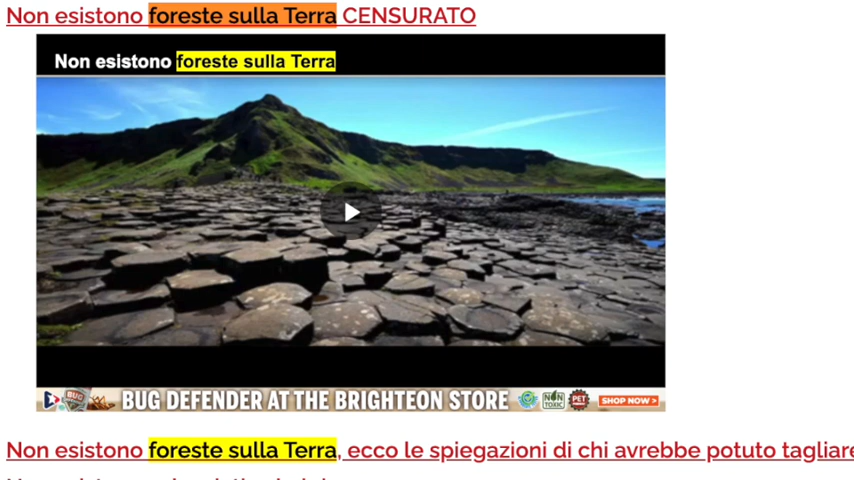 Non esistono foreste sulla Terra CENSURATO
Non esistono foreste sulla Terra
BUG
BUG DEFENDER AT THE BRIGHTEON STORE
NON TOXIC
PET
SHOP NOW >
Non esistono foreste sulla Terra, ecco le spiegazioni di chi avrebbe potuto tagliare